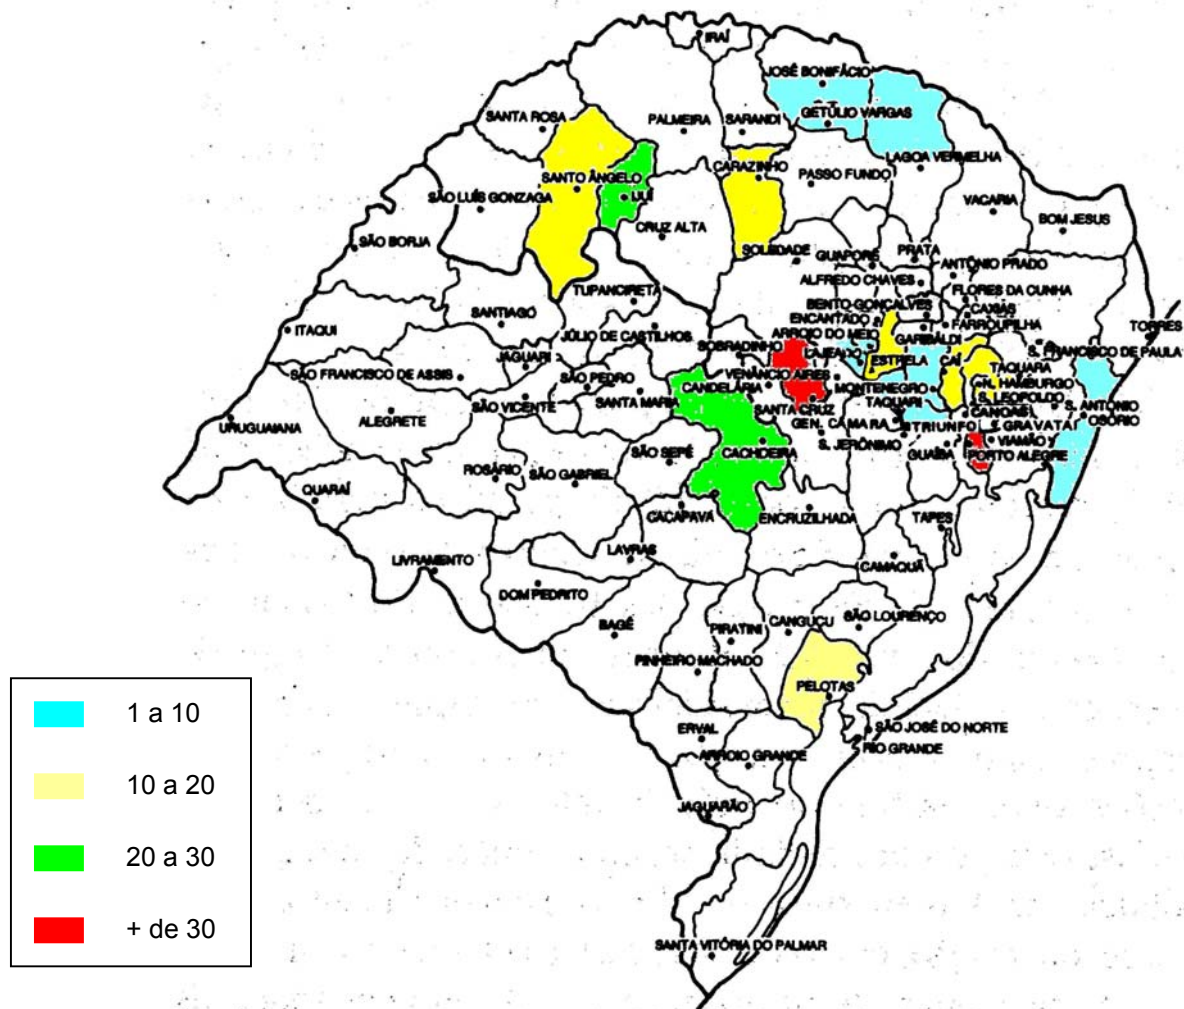 IRAÍ
JOSÉ BONIFÁCIO
GETÚLIO VARGAS
SANTA ROSA
PALMEIRA
SARANDI
LAGOA VERMELHA
CARAZINHO
PASSO FUNDO
SANTO ÂNGELO
IJUÍ
SÃO LUÍS GONZAGA
VACARIA
BOM JESUS
CRUZ ALTA
SÃO BORJA
SOLEDADE
GUAPORÉ
PRATA
ANTÔNIO PRADO
ALFREDO CHAVES
TUPANCIRETÃ
FLORES DA CUNHA
BENTO GONÇALVES
CAXIAS
SANTIAGO
ENCANTADO
FARROUPILHA
ITAQUI
JÚLIO DE CASTILHOS
ARROIO DO MEIO
GARIBALDI
TORRES
SOBRADINHO
LAJEADO
S. FRANCISCO DE PAULA
JAGUARI
ESTRELA
CAÍ
TAQUARA
SÃO FRANCISCO DE ASSIS
SÃO PEDRO
VENÂNCIO AIRES
CANDELÁRIA
MONTENEGRO
N. HAMBURGO
SANTA MARIA
TAQUARI
S. LEOPOLDO
SÃO VICENTE
SANTA CRUZ
CANOAS
S. ANTÔNIO
OSÓRIO
URUGUAIANA
ALEGRETE
GEN. CÂMARA
TRIUNFO
GRAVATAÍ
S. JERÔNIMO
VIAMÃO
CACHOEIRA
SÃO SEPÉ
GUAÍBA
PORTO ALEGRE
ROSÁRIO
SÃO GABRIEL
QUARAÍ
CAÇAPAVA
ENCRUZILHADA
TAPES
LIVRAMENTO
LAVRAS
CAMAQUÃ
DOM PEDRITO
BAGÉ
PIRATINI
CANGUÇU
SÃO LOURENÇO
PINHEIRO MACHADO
PELOTAS
ERVAL
SÃO JOSÉ DO NORTE
RIO GRANDE
ARROIO GRANDE
JAGUARÃO
SANTA VITÓRIA DO PALMAR
1 a 10
10 a 20
20 a 30
+ de 30